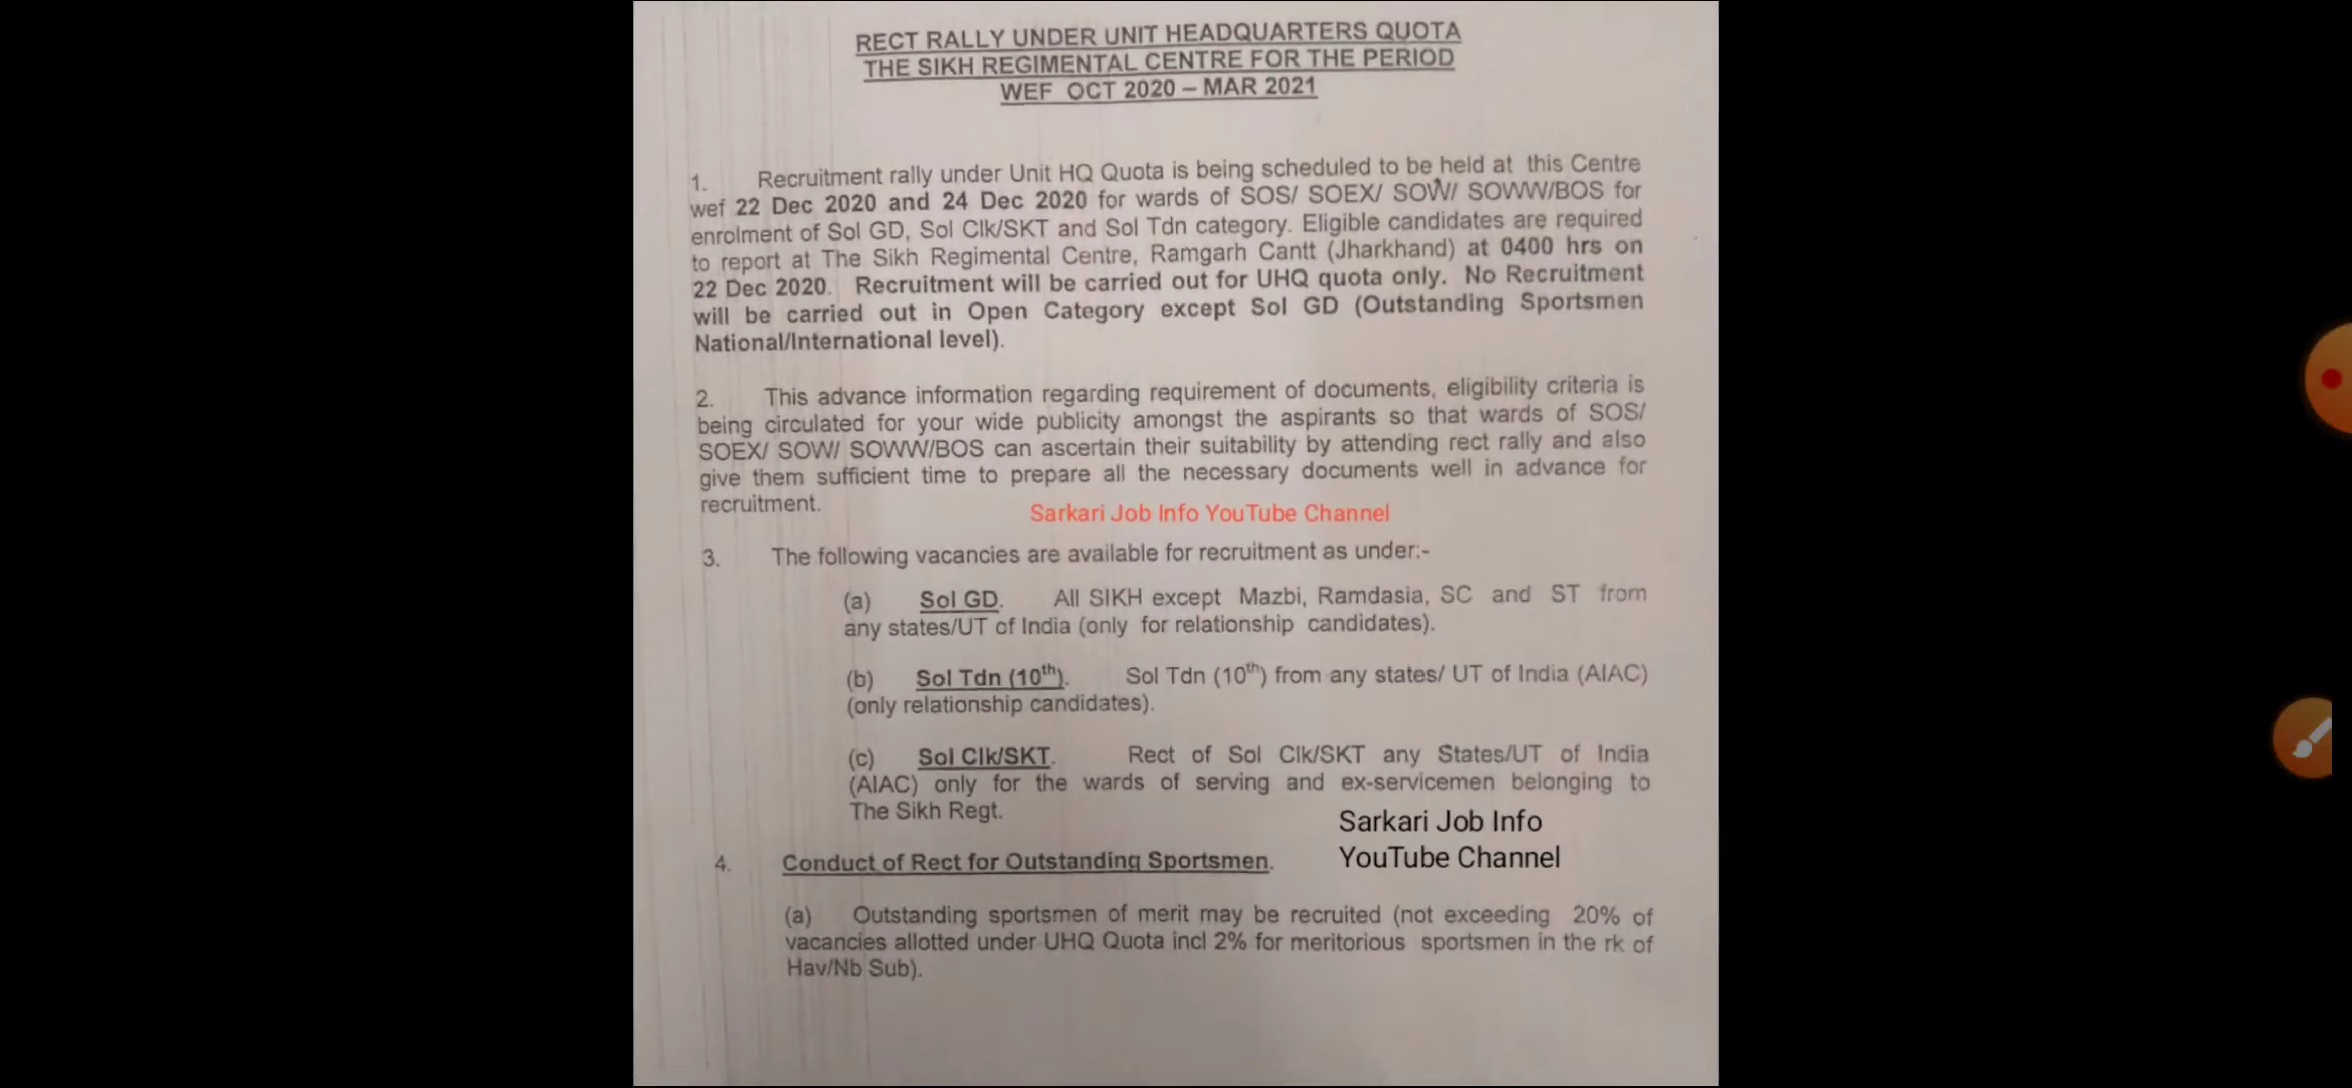 RECT RALLY UNDER UNIT HEADQUARTERS QUOTA
THE SIKH REGIMENTAL CENTRE FOR THE PERIOD
WEF OCT 2020 – MAR 2021
1. Recruitment rally under Unit HQ Quota is being scheduled to be held at this Centre
wef 22 Dec 2020 and 24 Dec 2020 for wards of SOS/ SOEX/ SOW/ SOWW/BOS for
enrolment of Sol GD, Sol Clk/SKT and Sol Tdn category. Eligible candidates are required
to report at The Sikh Regimental Centre, Ramgarh Cantt (Jharkhand) at 0400 hrs on
22 Dec 2020. Recruitment will be carried out for UHQ quota only. No Recruitment
will be carried out in Open Category except Sol GD (Outstanding Sportsmen
National/International level).
2. This advance information regarding requirement of documents, eligibility criteria is
being circulated for your wide publicity amongst the aspirants so that wards of SOS/
SOEX/ SOW/ SOWW/BOS can ascertain their suitability by attending rect rally and also
give them sufficient time to prepare all the necessary documents well in advance for
recruitment.
Sarkari Job Info YouTube Channel
3. The following vacancies are available for recruitment as under:-
(a) Sol GD. All SIKH except Mazbi, Ramdasia, SC and ST from
any states/UT of India (only for relationship candidates).
(b) Sol Tdn (10th). Sol Tdn (10th) from any states/ UT of India (AIAC)
(only relationship candidates).
(c) Sol Clk/SKT. Rect of Sol Clk/SKT any States/UT of India
(AIAC) only for the wards of serving and ex-servicemen belonging to
The Sikh Regt.
Sarkari Job Info
YouTube Channel
4. Conduct of Rect for Outstanding Sportsmen.
(a) Outstanding sportsmen of merit may be recruited (not exceeding 20% of
vacancies allotted under UHQ Quota incl 2% for meritorious sportsmen in the rk of
Hav/Nb Sub).